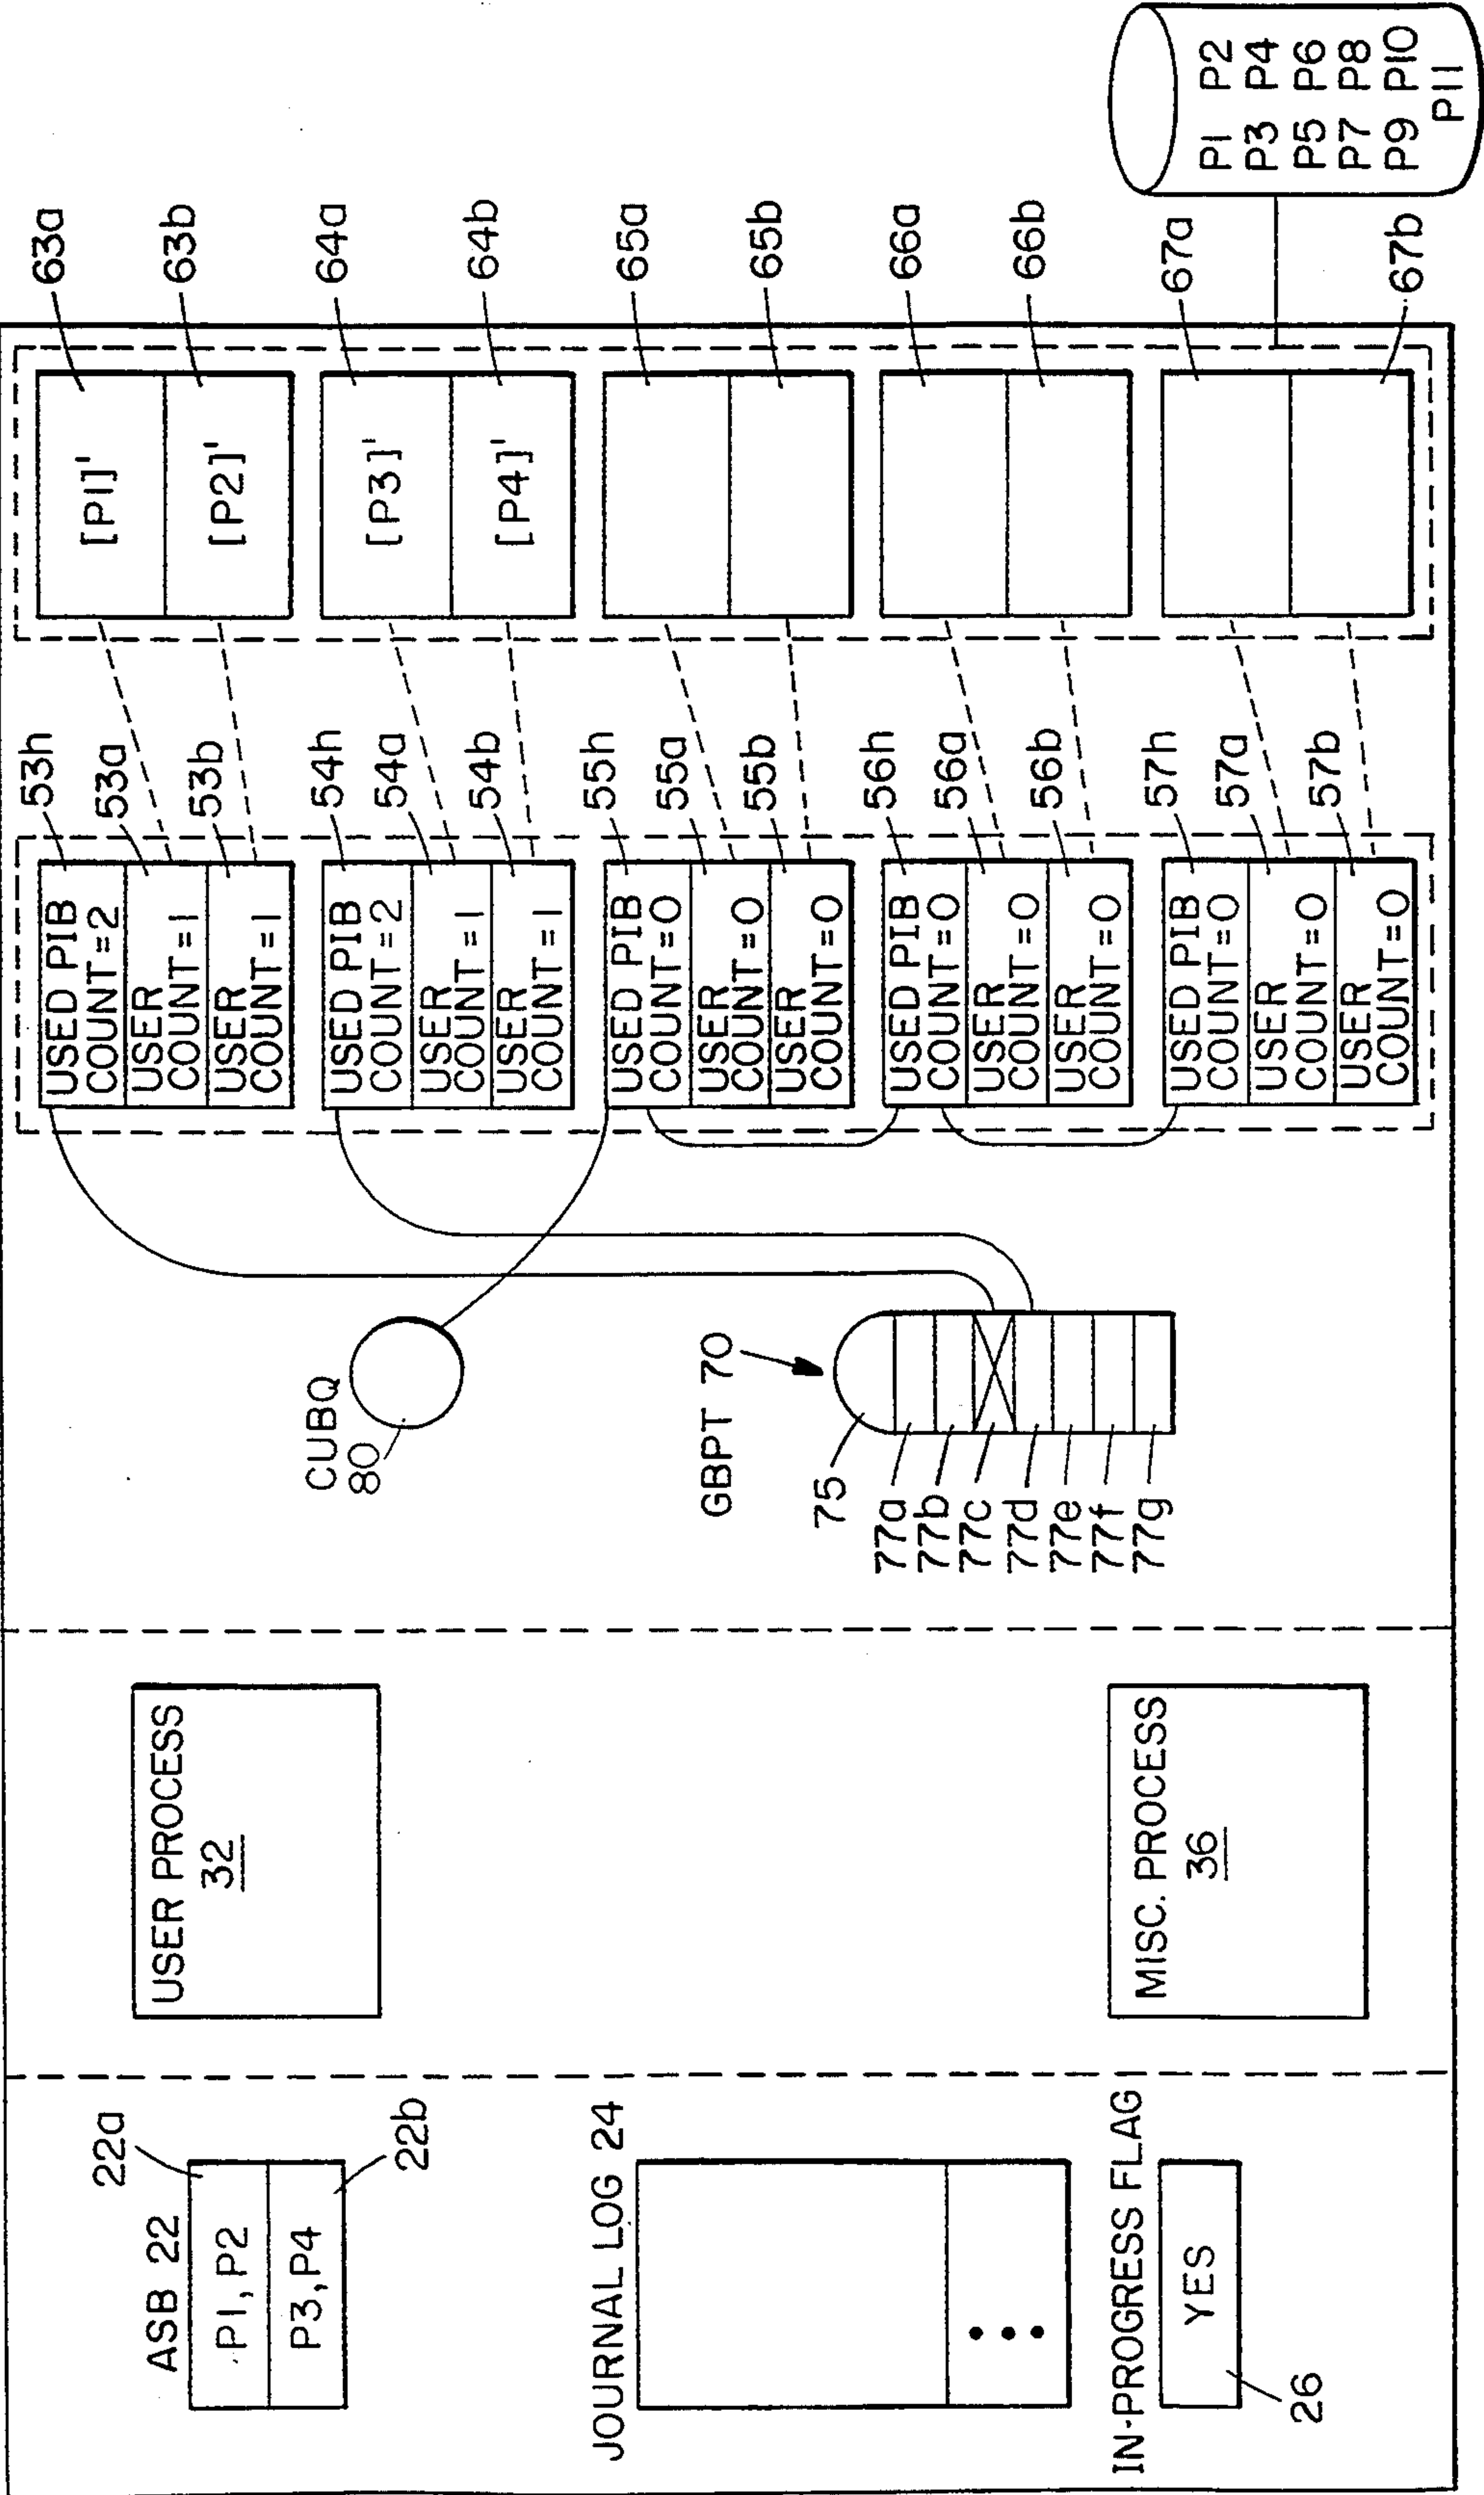 ASB 22
22a
P1, P2
P3, P4
22b
JOURNAL LOG 24
IN-PROGRESS FLAG
YES
26
USER PROCESS
32
MISC. PROCESS
36
CUBQ
80
GBPT 70
75
77a
77b
77c
77d
77e
77f
77g
53h
USED PIB
COUNT=2
53a
USER
COUNT=1
53b
USER
COUNT=1
54h
USED PIB
COUNT=2
54a
USER
COUNT=1
54b
USER
COUNT=1
55h
USED PIB
COUNT=0
55a
USER
COUNT=0
55b
USER
COUNT=0
56h
USED PIB
COUNT=0
56a
USER
COUNT=0
56b
USER
COUNT=0
57h
USED PIB
COUNT=0
57a
USER
COUNT=0
57b
USER
COUNT=0
63a
[P1]'
63b
[P2]'
64a
[P3]'
64b
[P4]'
65a
65b
66a
66b
67a
67b
P1 P2
P3 P4
P5 P6
P7 P8
P9 P10
P11